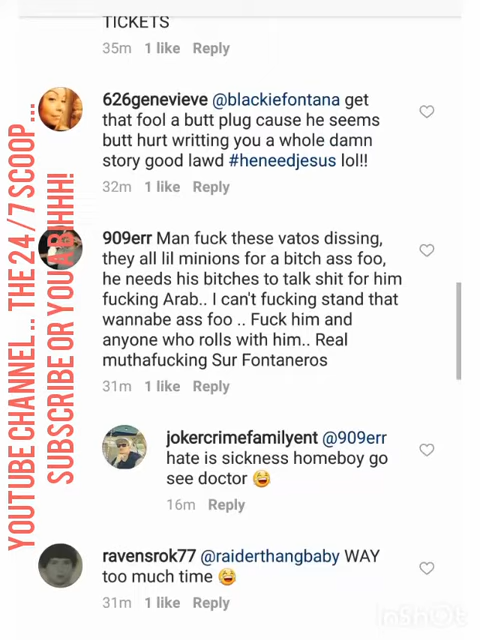 TICKETS
35m 1 like Reply
626genevieve @blackiefontana get
that fool a butt plug cause he seems
butt hurt writting you a whole damn
story good lawd #heneedjesus lol!!
32m 1 like Reply
909err Man fuck these vatos dissing,
they all lil minions for a bitch ass foo,
he needs his bitches to talk shit for him
fucking Arab.. I can't fucking stand that
wannabe ass foo .. Fuck him and
anyone who rolls with him.. Real
muthafucking Sur Fontaneros
31m 1 like Reply
jokercrimefamilyent @909err
hate is sickness homeboy go
see doctor 😂
16m Reply
ravensrok77 @raiderthangbaby WAY
too much time 😂
31m 1 like Reply
YOUTUBE CHANNEL.. THE 24/7 SCOOP...
SUBSCRIBE OR YOU A BIHHH!
InShOt